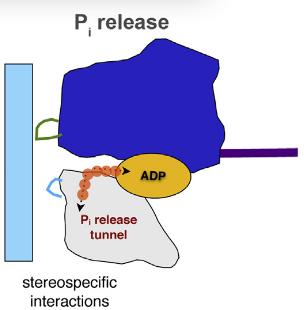 Pi release
ADP
Pi release
tunnel
stereospecific
interactions